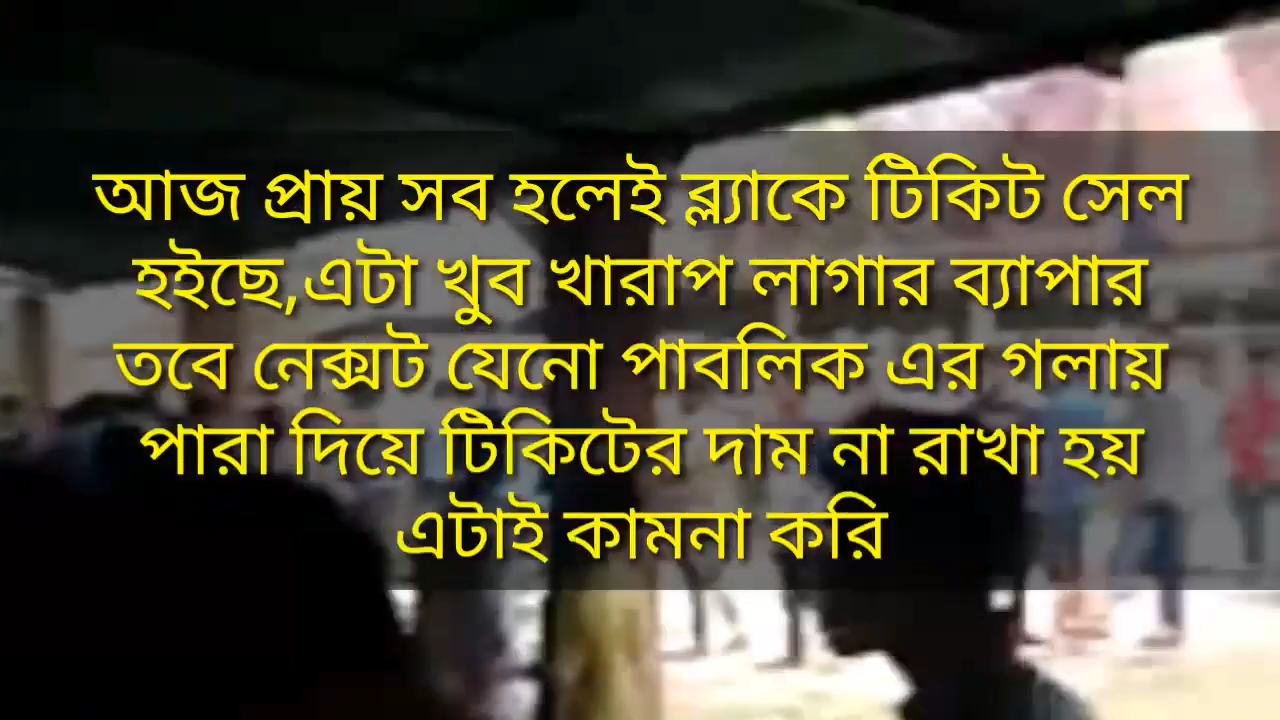 আজ প্রায় সব হলেই ব্ল্যাকে টিকিট সেল
হইছে,এটা খুব খারাপ লাগার ব্যাপার
তবে নেক্সট যেনো পাবলিক এর গলায়
পারা দিয়ে টিকিটের দাম না রাখা হয়
এটাই কামনা করি